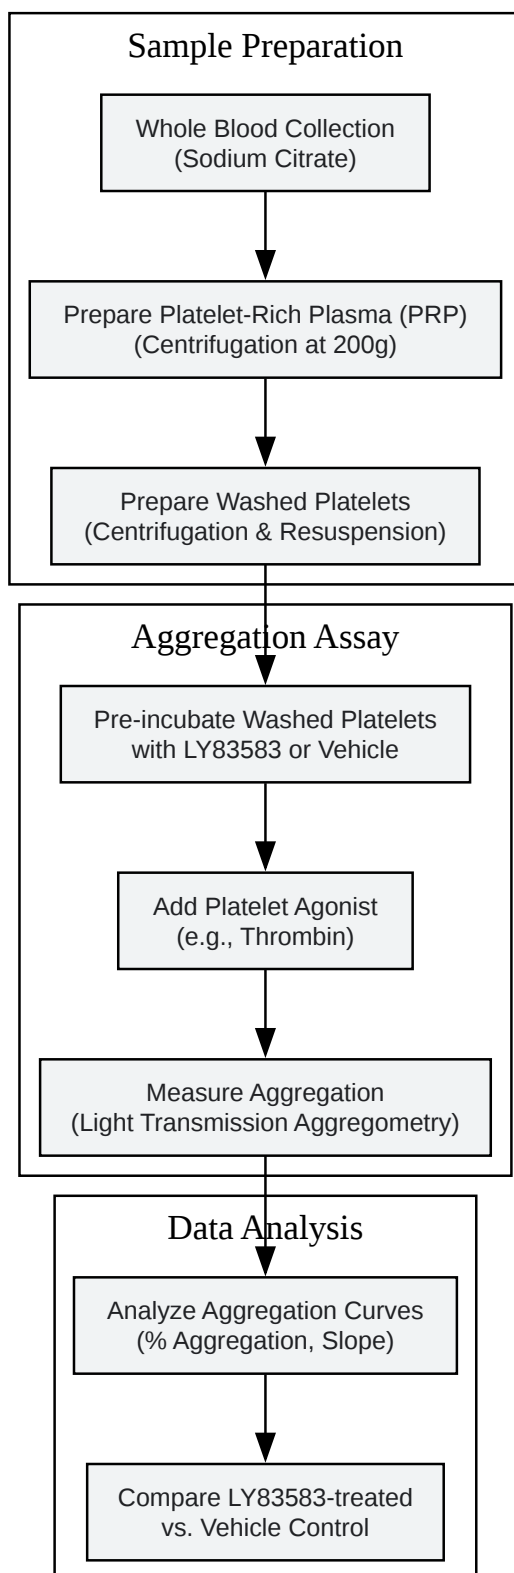 Sample Preparation
Whole Blood Collection
(Sodium Citrate)
Prepare Platelet-Rich Plasma (PRP)
(Centrifugation at 200g)
Prepare Washed Platelets
(Centrifugation & Resuspension)
Aggregation Assay
Pre-incubate Washed Platelets
with LY83583 or Vehicle
Add Platelet Agonist
(e.g., Thrombin)
Measure Aggregation
(Light Transmission Aggregometry)
Data Analysis
Analyze Aggregation Curves
(% Aggregation, Slope)
Compare LY83583-treated
vs. Vehicle Control